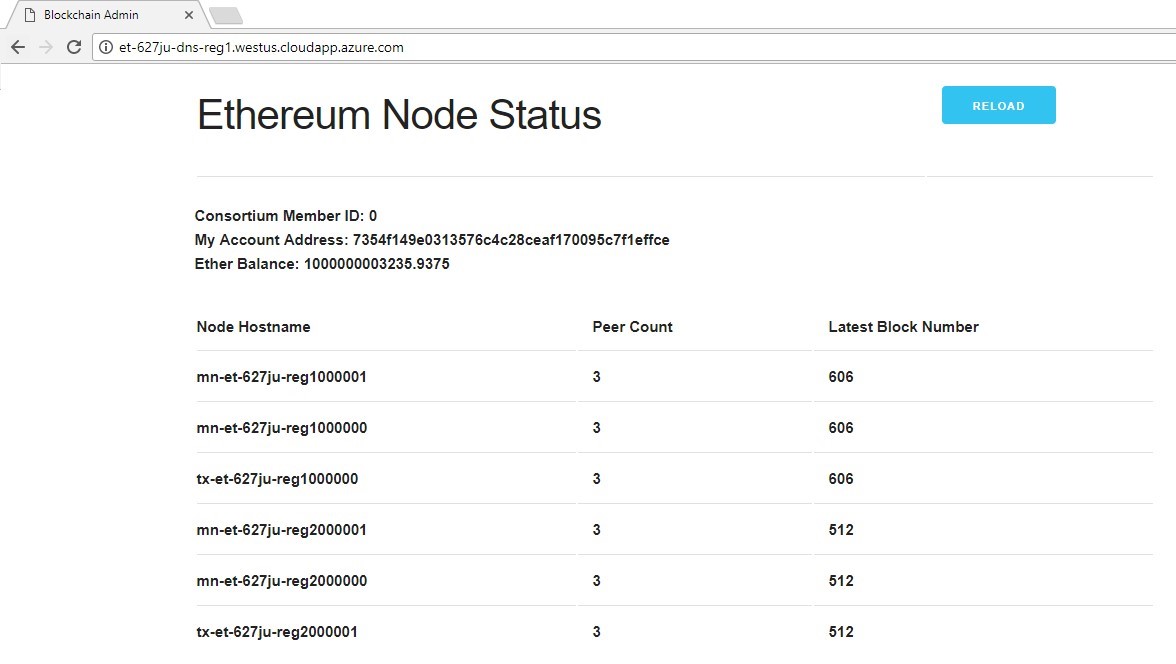 Blockchain Admin
et-627ju-dns-reg1.westus.cloudapp.azure.com
Ethereum Node Status
RELOAD
Consortium Member ID: 0
My Account Address: 7354f149e0313576c4c28ceaf170095c7f1effce
Ether Balance: 1000000003235.9375
Node Hostname Peer Count Latest Block Number
mn-et-627ju-reg1000001 3 606
mn-et-627ju-reg1000000 3 606
tx-et-627ju-reg1000000 3 606
mn-et-627ju-reg2000001 3 512
mn-et-627ju-reg2000000 3 512
tx-et-627ju-reg2000001 3 512